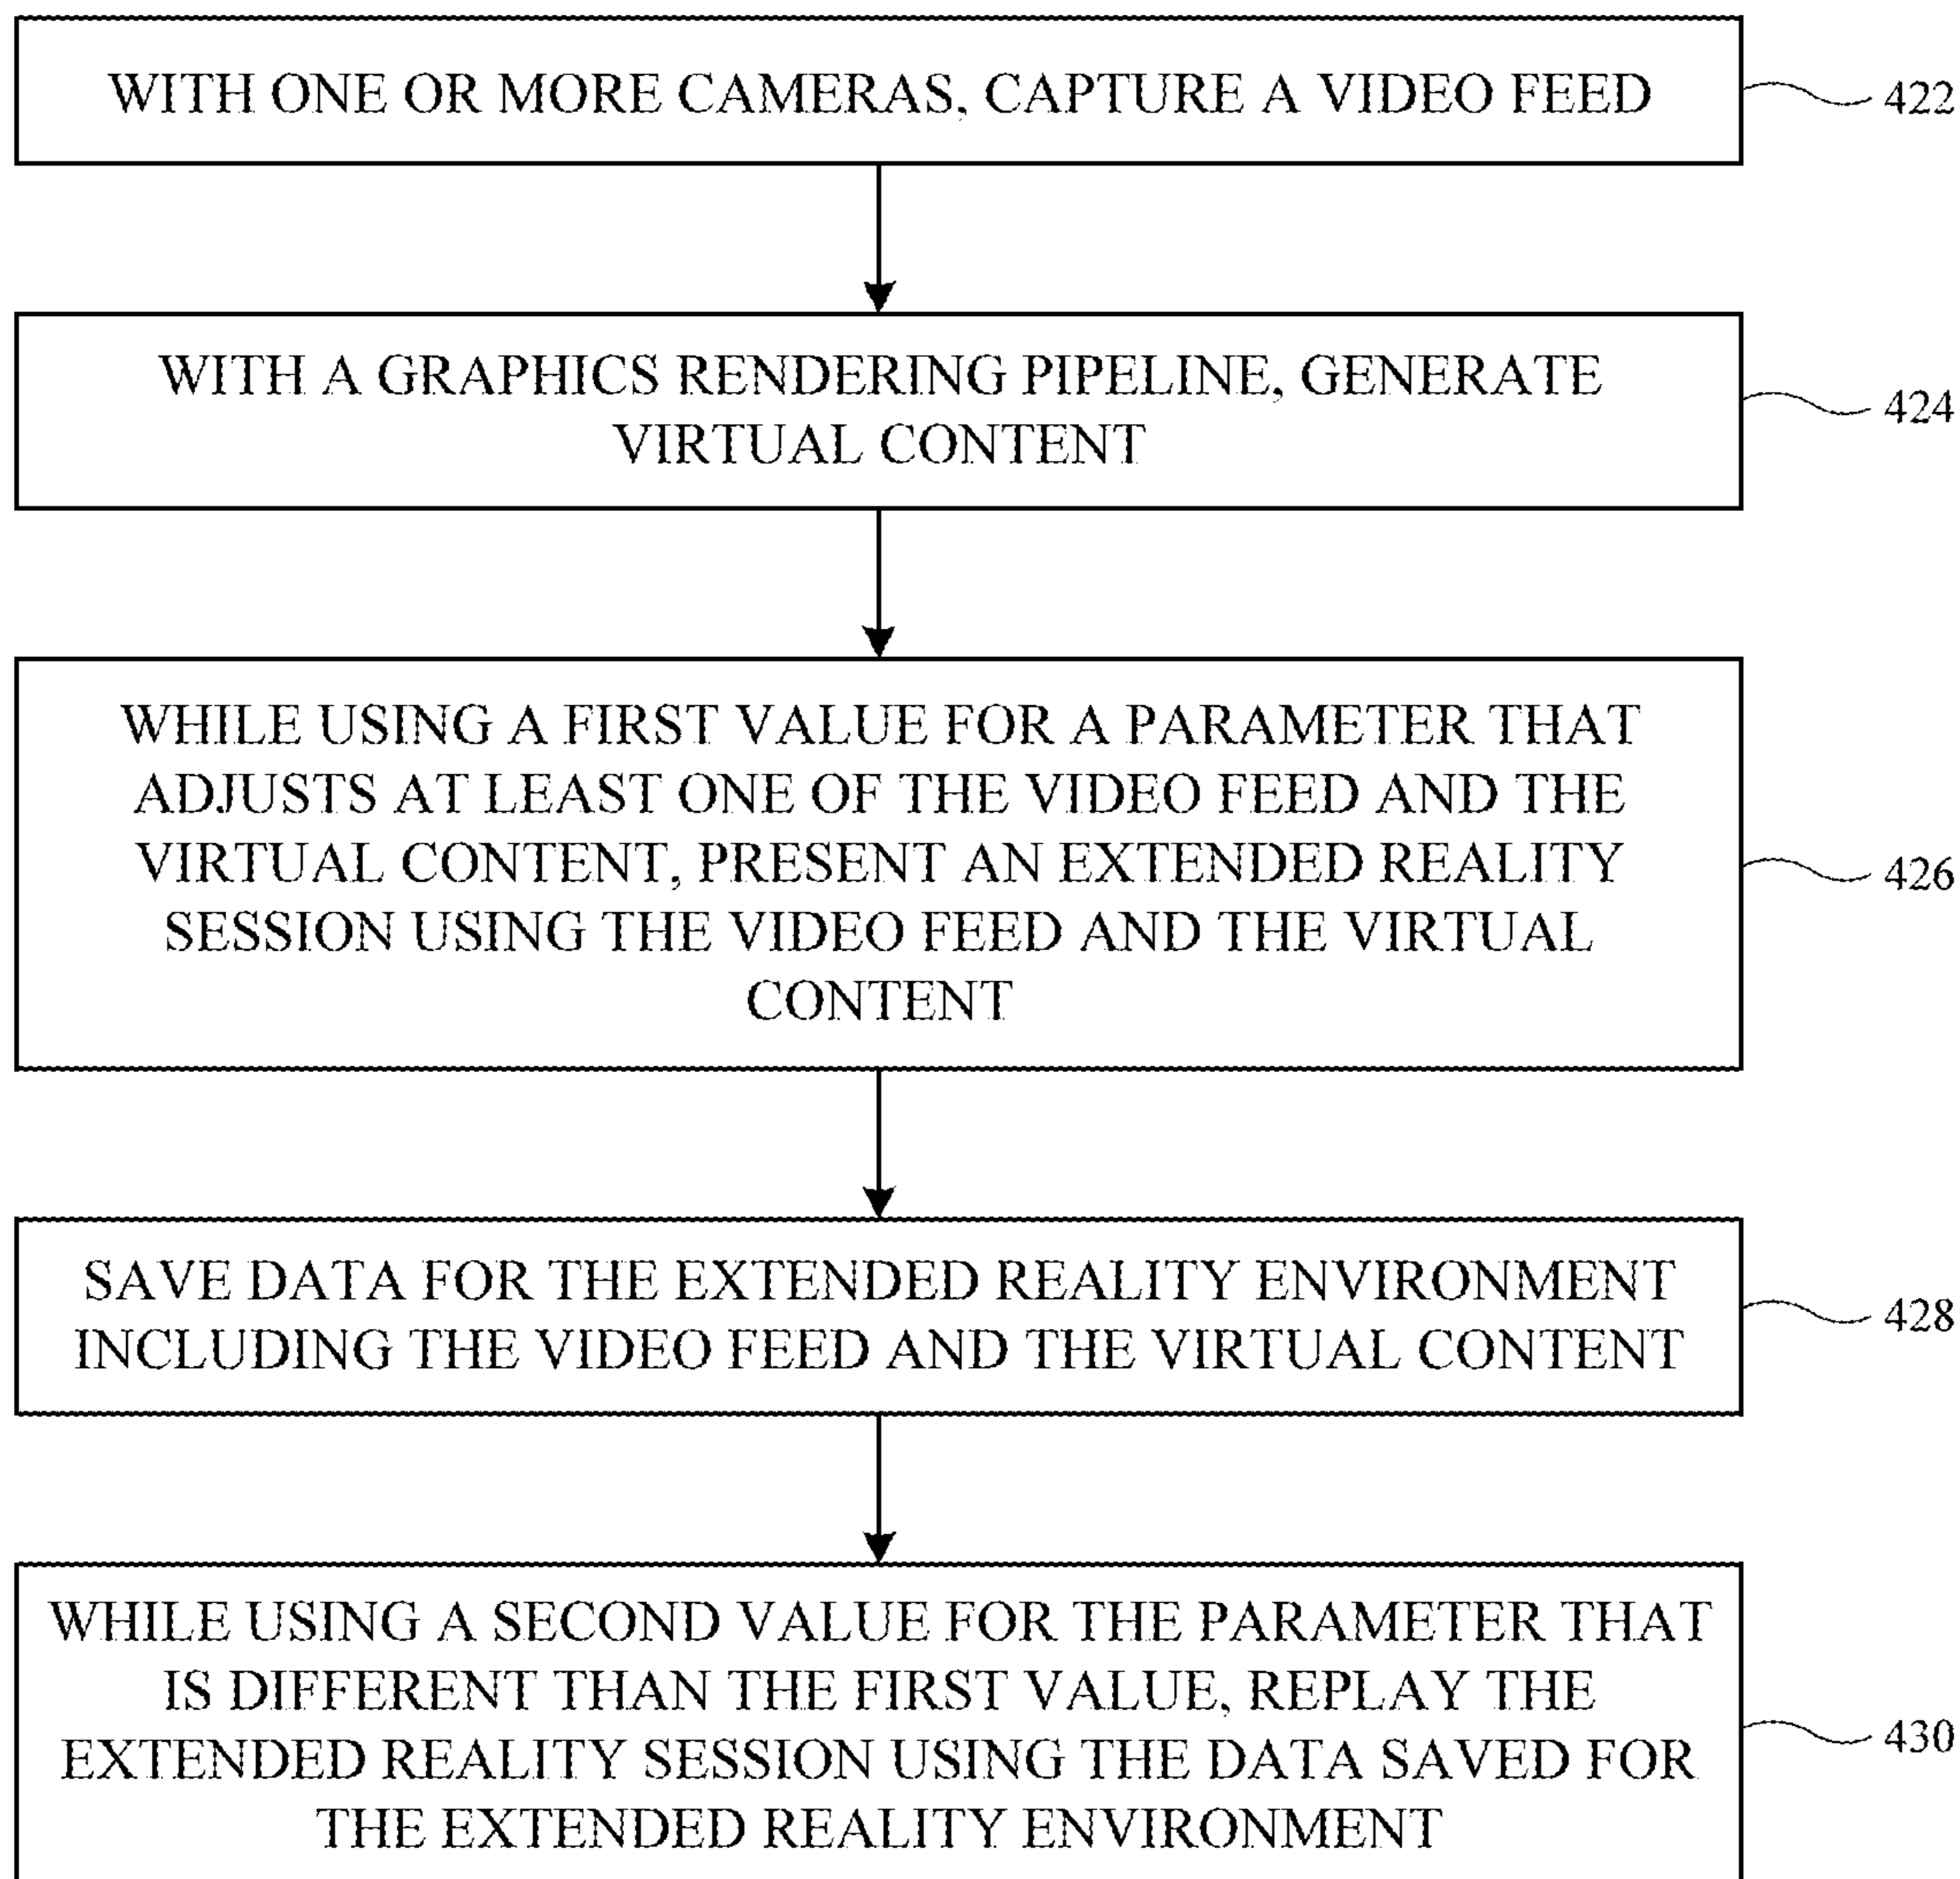 WITH ONE OR MORE CAMERAS, CAPTURE A VIDEO FEED
422
WITH A GRAPHICS RENDERING PIPELINE, GENERATE
VIRTUAL CONTENT
424
WHILE USING A FIRST VALUE FOR A PARAMETER THAT
ADJUSTS AT LEAST ONE OF THE VIDEO FEED AND THE
VIRTUAL CONTENT, PRESENT AN EXTENDED REALITY
SESSION USING THE VIDEO FEED AND THE VIRTUAL
CONTENT
426
SAVE DATA FOR THE EXTENDED REALITY ENVIRONMENT
INCLUDING THE VIDEO FEED AND THE VIRTUAL CONTENT
428
WHILE USING A SECOND VALUE FOR THE PARAMETER THAT
IS DIFFERENT THAN THE FIRST VALUE, REPLAY THE
EXTENDED REALITY SESSION USING THE DATA SAVED FOR
THE EXTENDED REALITY ENVIRONMENT
430